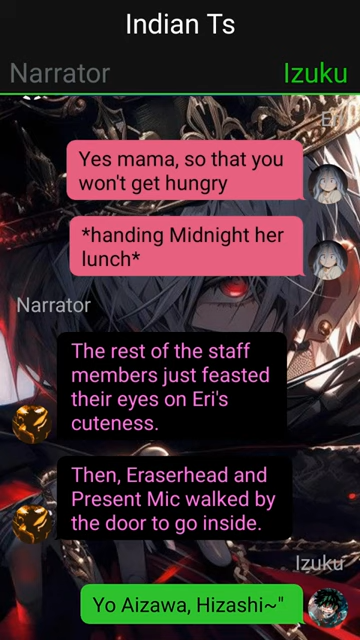 Indian Ts
Narrator
Izuku
Yes mama, so that you
won't get hungry
*handing Midnight her
lunch*
Narrator
The rest of the staff
members just feasted
their eyes on Eri's
cuteness.
Then, Eraserhead and
Present Mic walked by
the door to go inside.
Izuku
Yo Aizawa, Hizashi~"